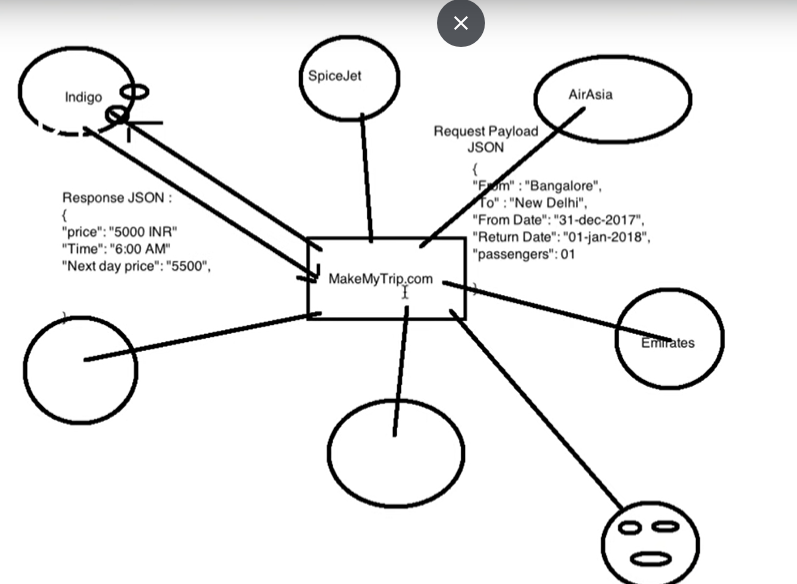 SpiceJet
Indigo
AirAsia
Request Payload
JSON
{
"From" : "Bangalore",
"To" : "New Delhi",
"From Date": "31-dec-2017",
"Return Date": "01-jan-2018",
"passengers": 01
}
Response JSON :
{
"price": "5000 INR"
"Time": "6:00 AM"
"Next day price": "5500",
}
MakeMyTrip.com
Emirates